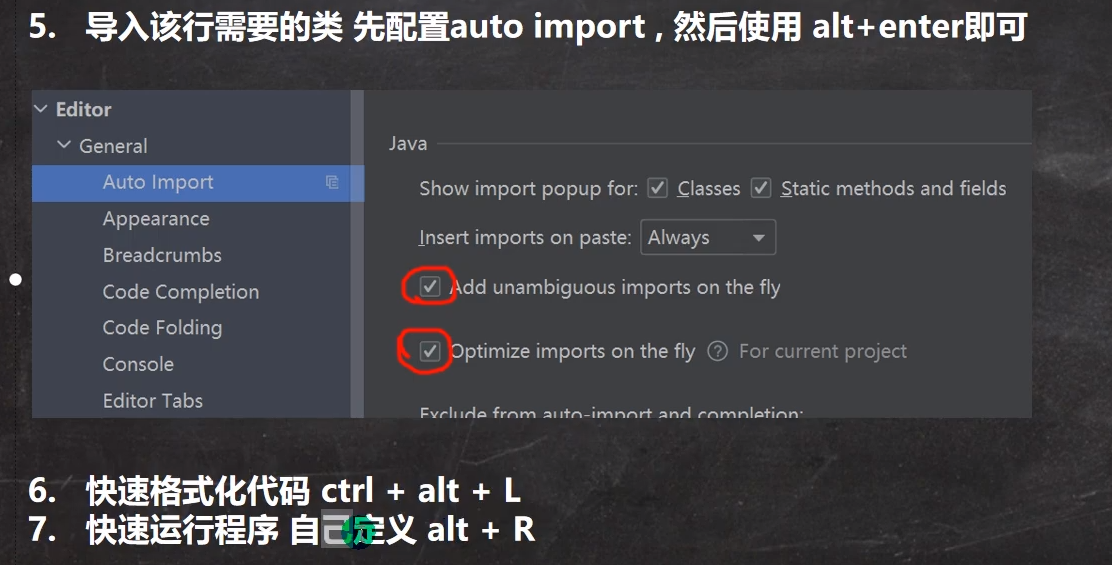 5. 导入该行需要的类 先配置auto import , 然后使用 alt+enter即可
Editor
General
Auto Import
Appearance
Breadcrumbs
Code Completion
Code Folding
Console
Editor Tabs
Java
Show import popup for: Classes Static methods and fields
Insert imports on paste: Always
Add unambiguous imports on the fly
Optimize imports on the fly ? For current project
Exclude from auto-import and completion:
6. 快速格式化代码 ctrl + alt + L
7. 快速运行程序 自己定义 alt + R